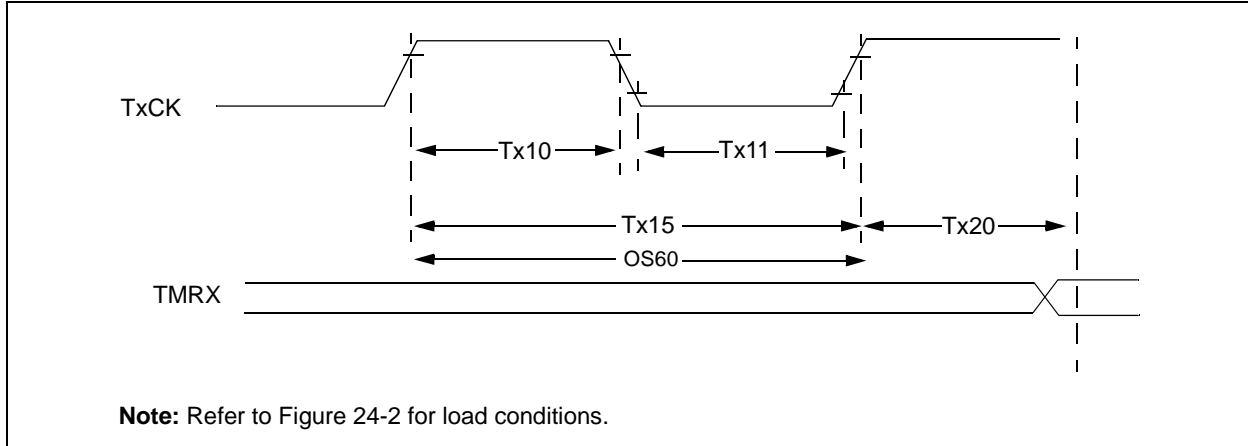 TxCK
Tx10
Tx11
Tx15
Tx20
OS60
TMRX
Note: Refer to Figure 24-2 for load conditions.